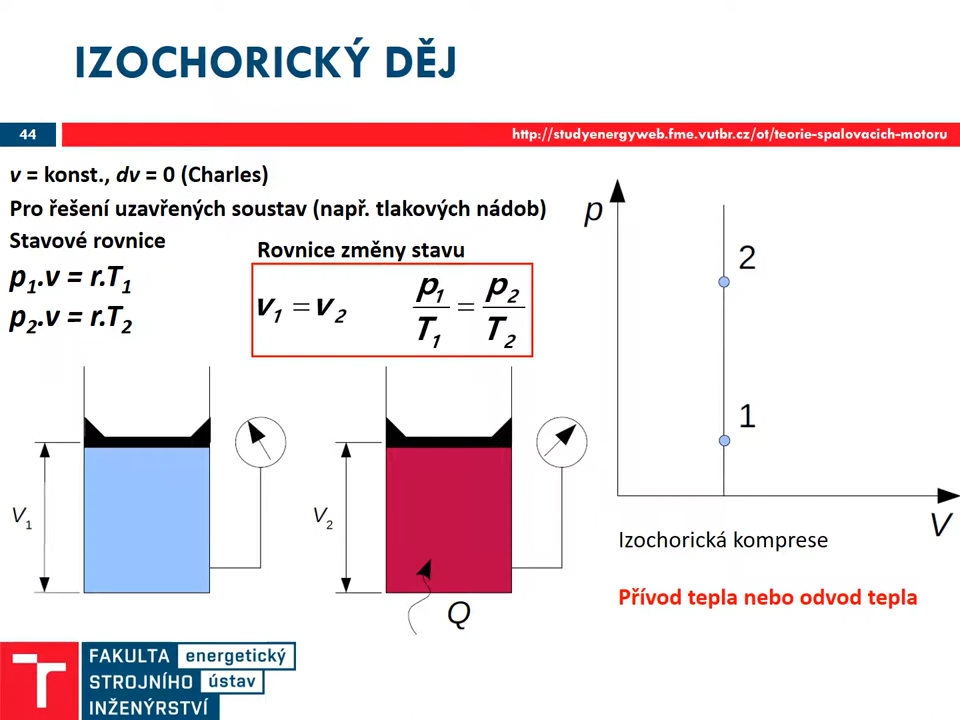 IZOCHORICKÝ DĚJ
44
http://studyenergyweb.fme.vutbr.cz/ot/teorie-spalovacich-motoru
v = konst., dv = 0 (Charles)
Pro řešení uzavřených soustav (např. tlakových nádob)
Stavové rovnice
p₁.v = r.T₁
p₂.v = r.T₂
Rovnice změny stavu
v₁ = v₂ p₁/T₁ = p₂/T₂
V₁
V₂
Q
p
2
1
V
Izochorická komprese
Přívod tepla nebo odvod tepla
FAKULTA energetický
STROJNÍHO ústav
INŽENÝRSTVÍ